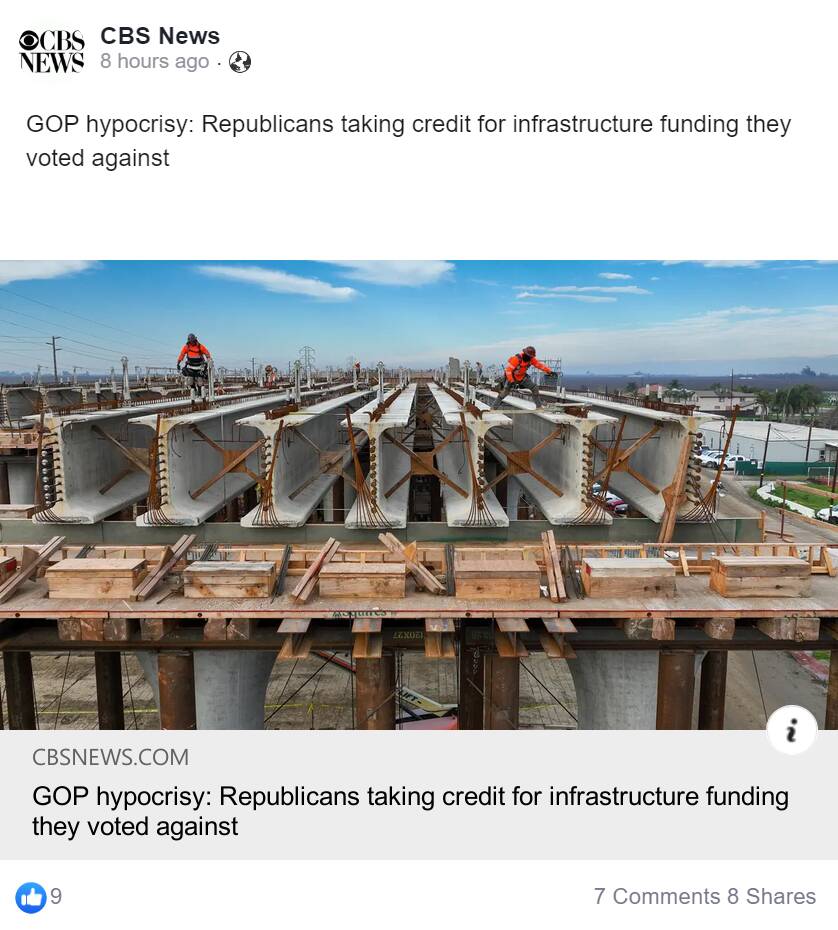 CBS NEWS
CBS News
8 hours ago ·
GOP hypocrisy: Republicans taking credit for infrastructure funding they
voted against
CBSNEWS.COM
GOP hypocrisy: Republicans taking credit for infrastructure funding
they voted against
9
7 Comments 8 Shares